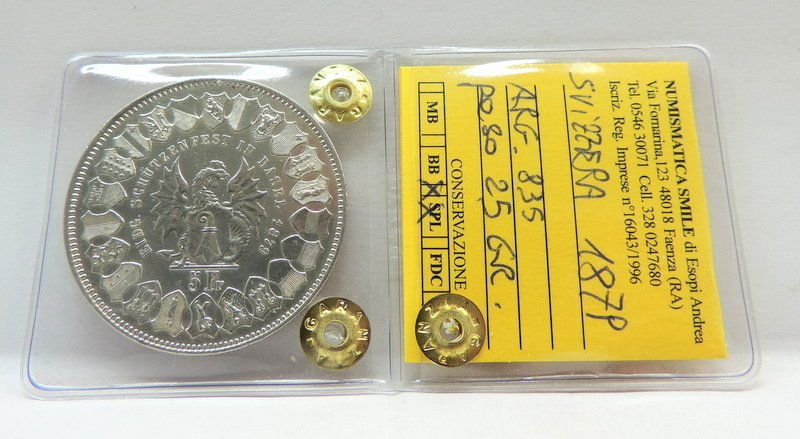 EIDG. SCHÜTZENFEST IN BASEL 1879
5 Fr.
GARAN
GARANT
NUMISMATICA SMILE di Esopi Andrea
Via Fornarina,123 48018 Faenza (RA)
Tel. 0546 30071 Cell. 328 0247680
Iscriz. Reg. Imprese n°16043/1996
SVIZZERA 1879
ARG. 835
PESO 25 GR.
CONSERVAZIONE
MB BB SPL FDC